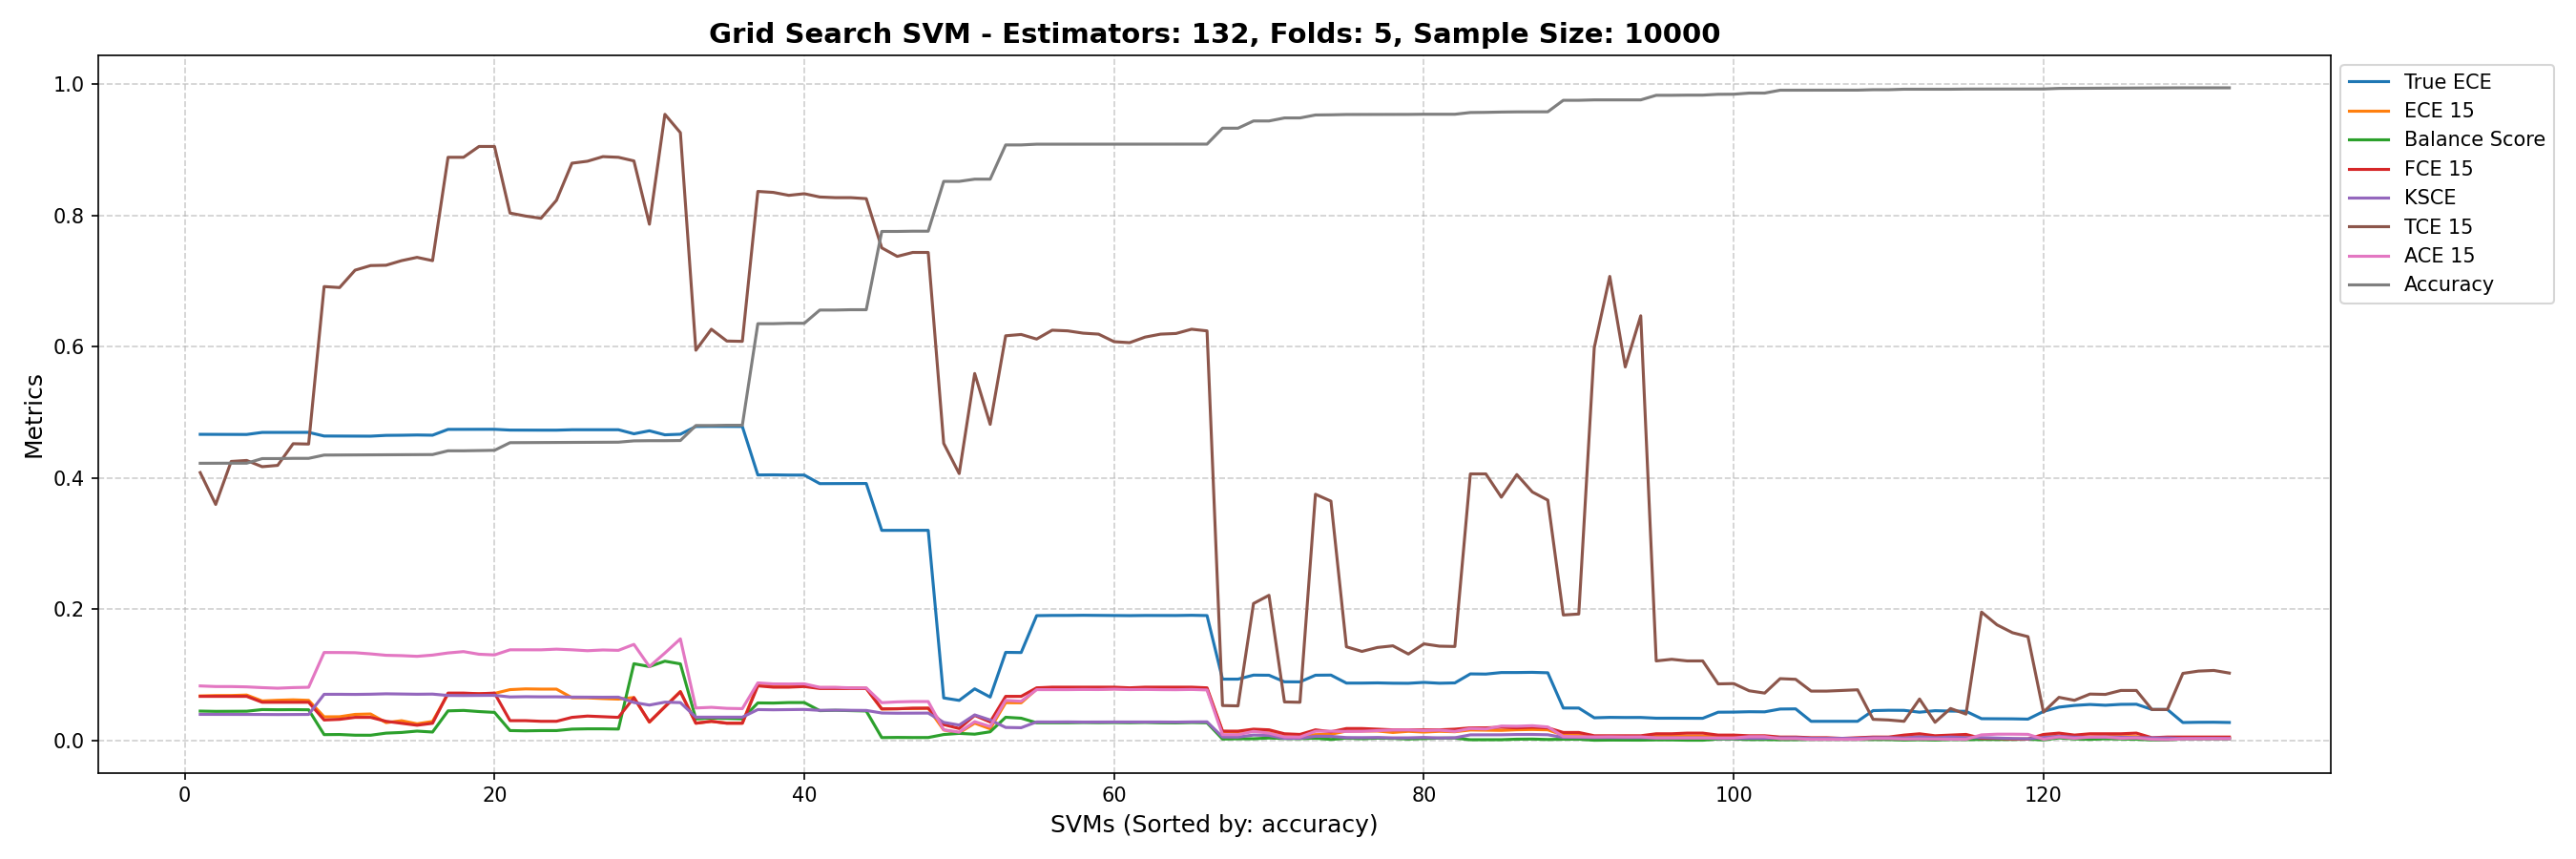 Grid Search SVM - Estimators: 132, Folds: 5, Sample Size: 10000
Metrics
1.0
0.8
0.6
0.4
0.2
0.0
0 20 40 60 80 100 120
SVMs (Sorted by: accuracy)
True ECE
ECE 15
Balance Score
FCE 15
KSCE
TCE 15
ACE 15
Accuracy